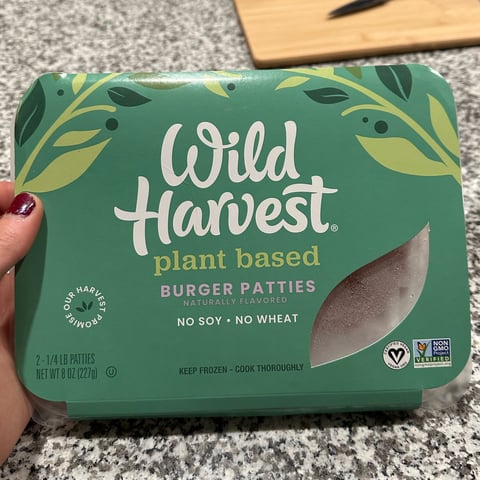 Wild
Harvest®
plant based
BURGER PATTIES
NATURALLY FLAVORED
NO SOY • NO WHEAT
OUR HARVEST PROMISE
2 - 1/4 LB PATTIES
NET WT 8 OZ (227g)
U
KEEP FROZEN - COOK THOROUGHLY
V
NON
GMO
Project
VERIFIED